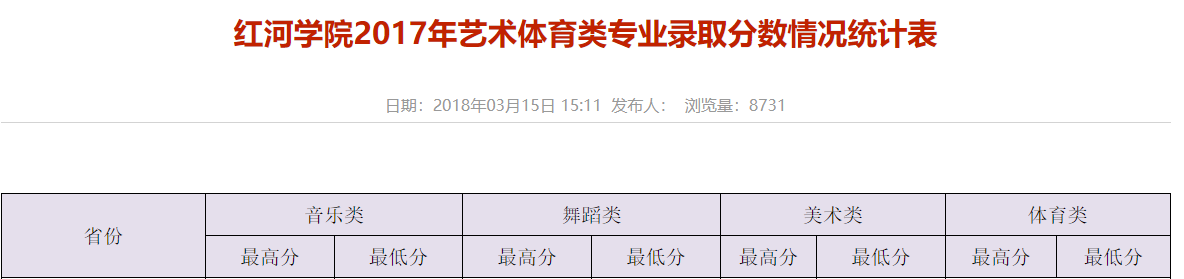 红河学院2017年艺术体育类专业录取分数情况统计表
日期：2018年03月15日 15:11 发布人： 浏览量：8731
省份 音乐类 舞蹈类 美术类 体育类
最高分 最低分 最高分 最低分 最高分 最低分 最高分 最低分